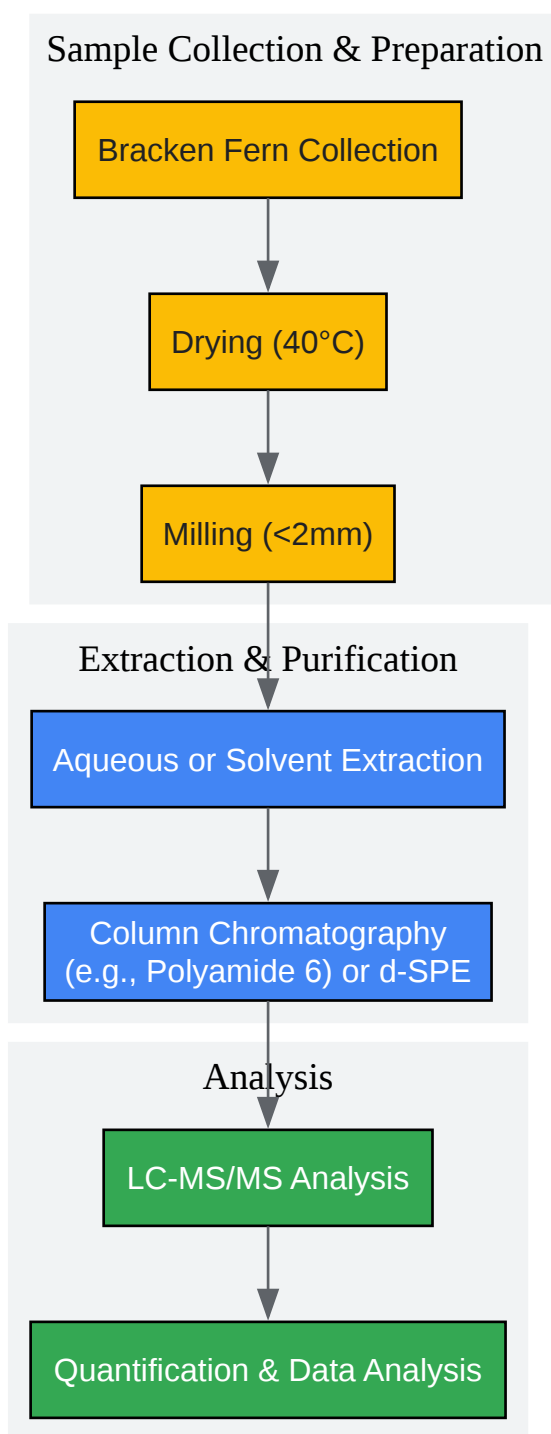 Sample Collection & Preparation
Bracken Fern Collection
Drying (40°C)
Milling (<2mm)
Extraction & Purification
Aqueous or Solvent Extraction
Column Chromatography
(e.g., Polyamide 6) or d-SPE
Analysis
LC-MS/MS Analysis
Quantification & Data Analysis